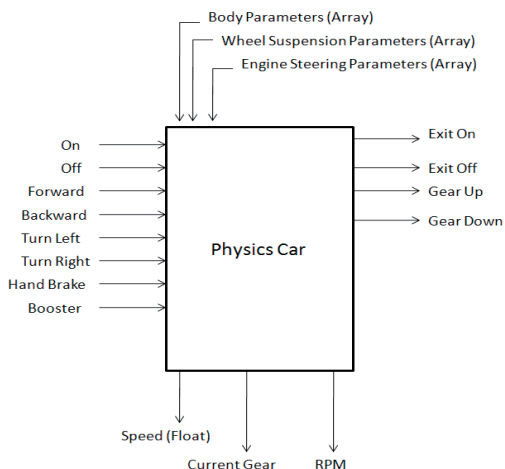 Body Parameters (Array)
Wheel Suspension Parameters (Array)
Engine Steering Parameters (Array)
On
Off
Forward
Backward
Turn Left
Turn Right
Hand Brake
Booster
Physics Car
Exit On
Exit Off
Gear Up
Gear Down
Speed (Float)
Current Gear
RPM